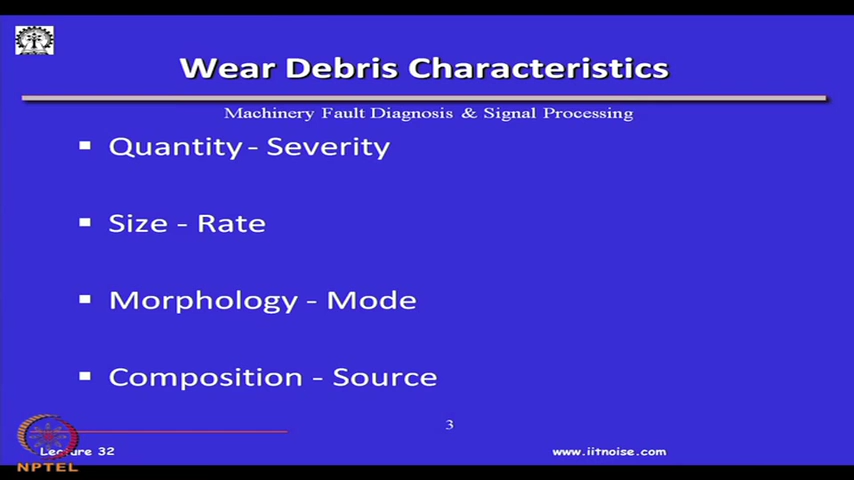 Wear Debris Characteristics
Machinery Fault Diagnosis & Signal Processing
▪ Quantity - Severity
▪ Size - Rate
▪ Morphology - Mode
▪ Composition - Source
3
Lecture 32
www.iitnoise.com
NPTEL